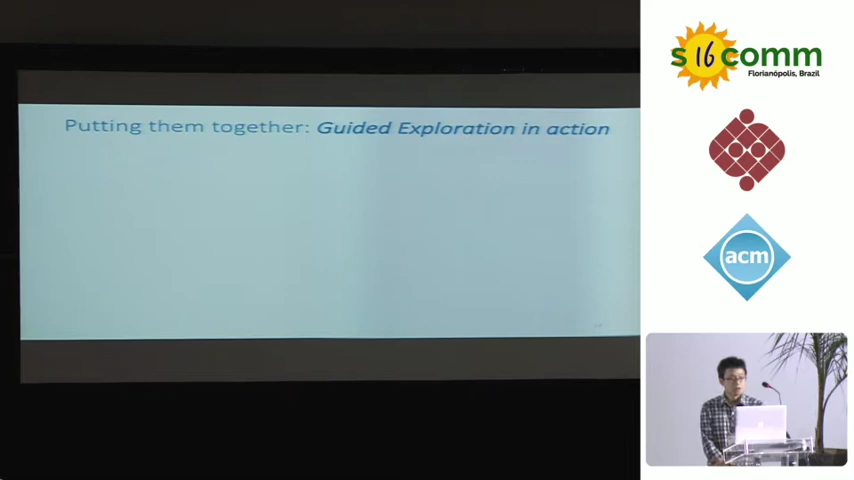 Putting them together: Guided Exploration in action
s16comm
Florianópolis, Brazil
acm